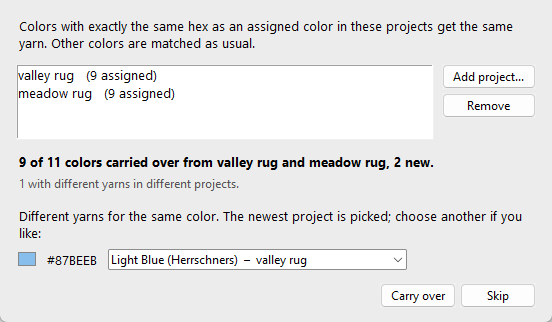 Colors with exactly the same hex as an assigned color in these projects get the same
yarn. Other colors are matched as usual.
valley rug (9 assigned)
meadow rug (9 assigned)
Add project...
Remove
9 of 11 colors carried over from valley rug and meadow rug, 2 new.
1 with different yarns in different projects.
Different yarns for the same color. The newest project is picked; choose another if you
like:
#87BEEB
Light Blue (Herrschners) – valley rug
Carry over
Skip